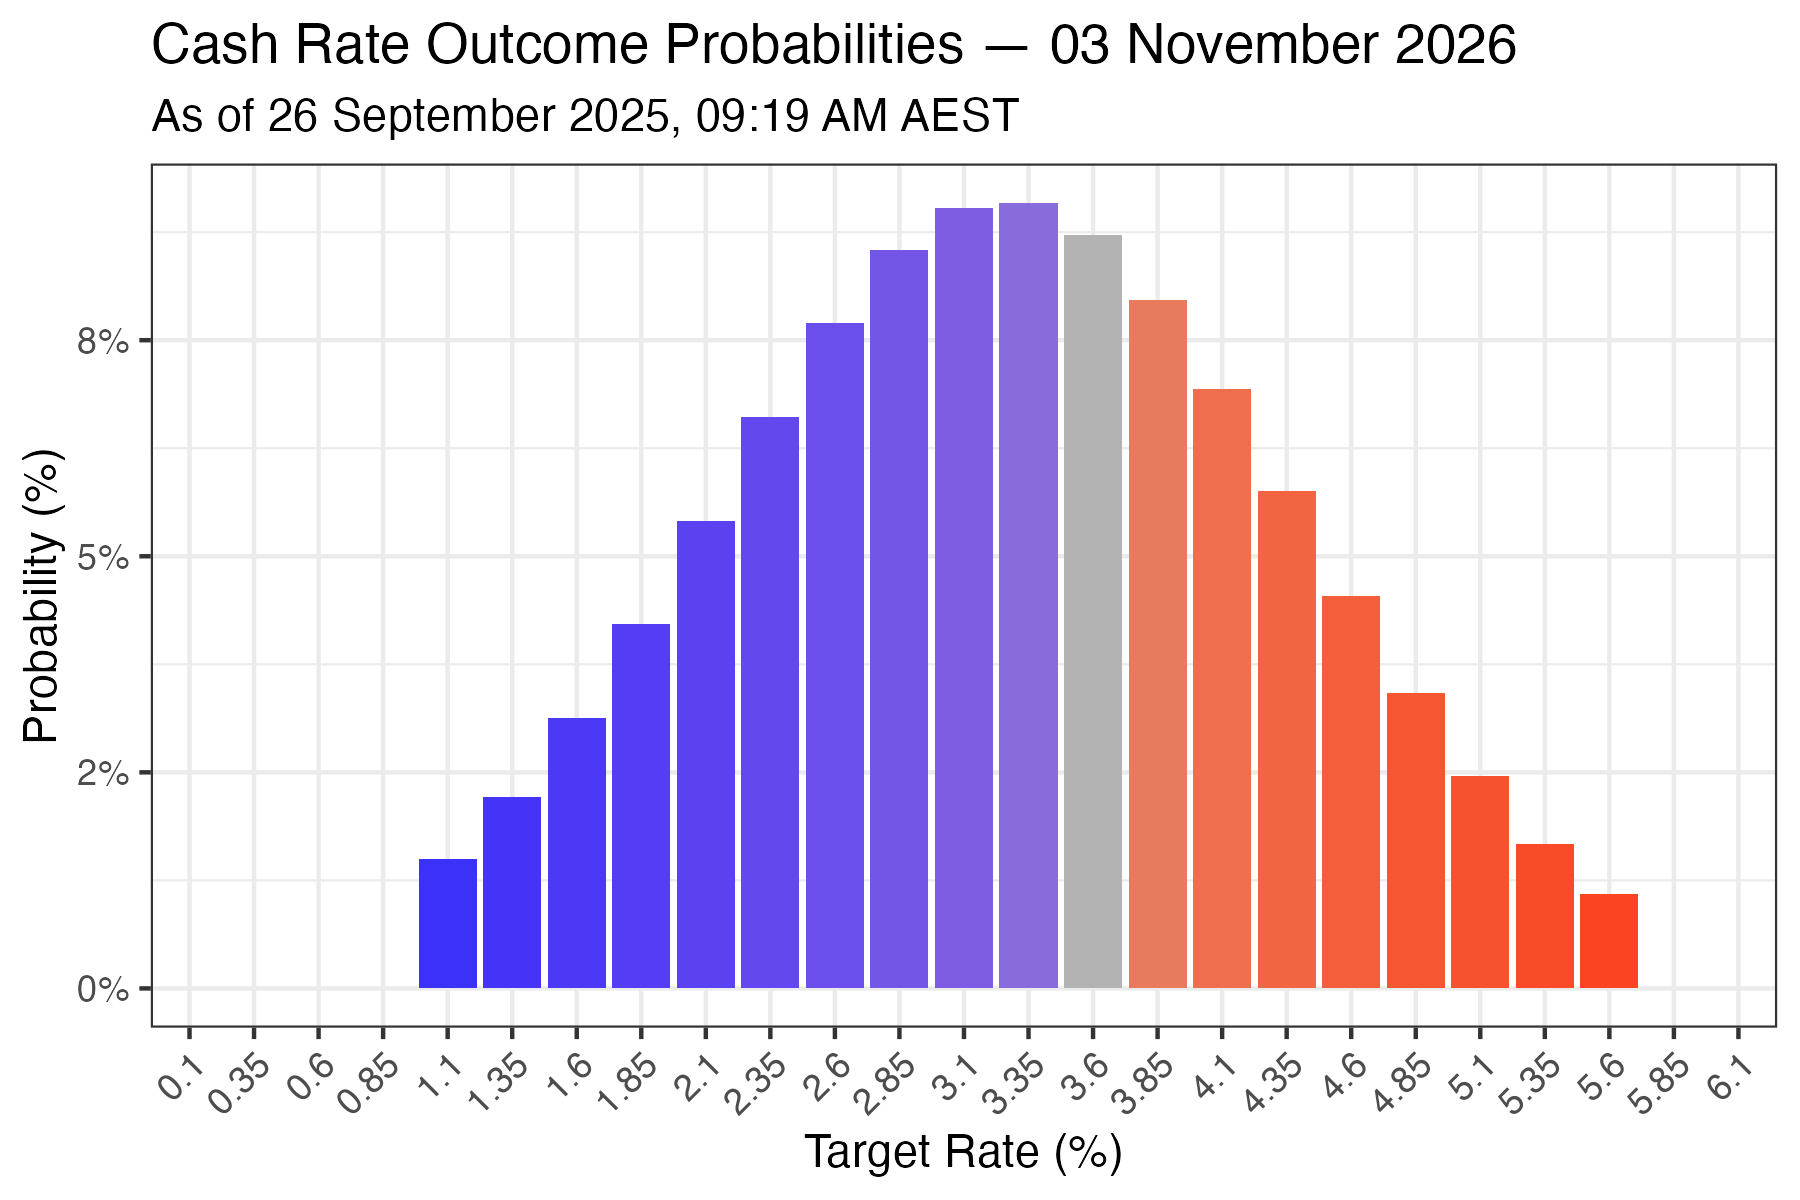 Cash Rate Outcome Probabilities — 03 November 2026
As of 26 September 2025, 09:19 AM AEST
Probability (%)
8%
5%
2%
0%
0.1 0.35 0.6 0.85 1.1 1.35 1.6 1.85 2.1 2.35 2.6 2.85 3.1 3.35 3.6 3.85 4.1 4.35 4.6 4.85 5.1 5.35 5.6 5.85 6.1
Target Rate (%)